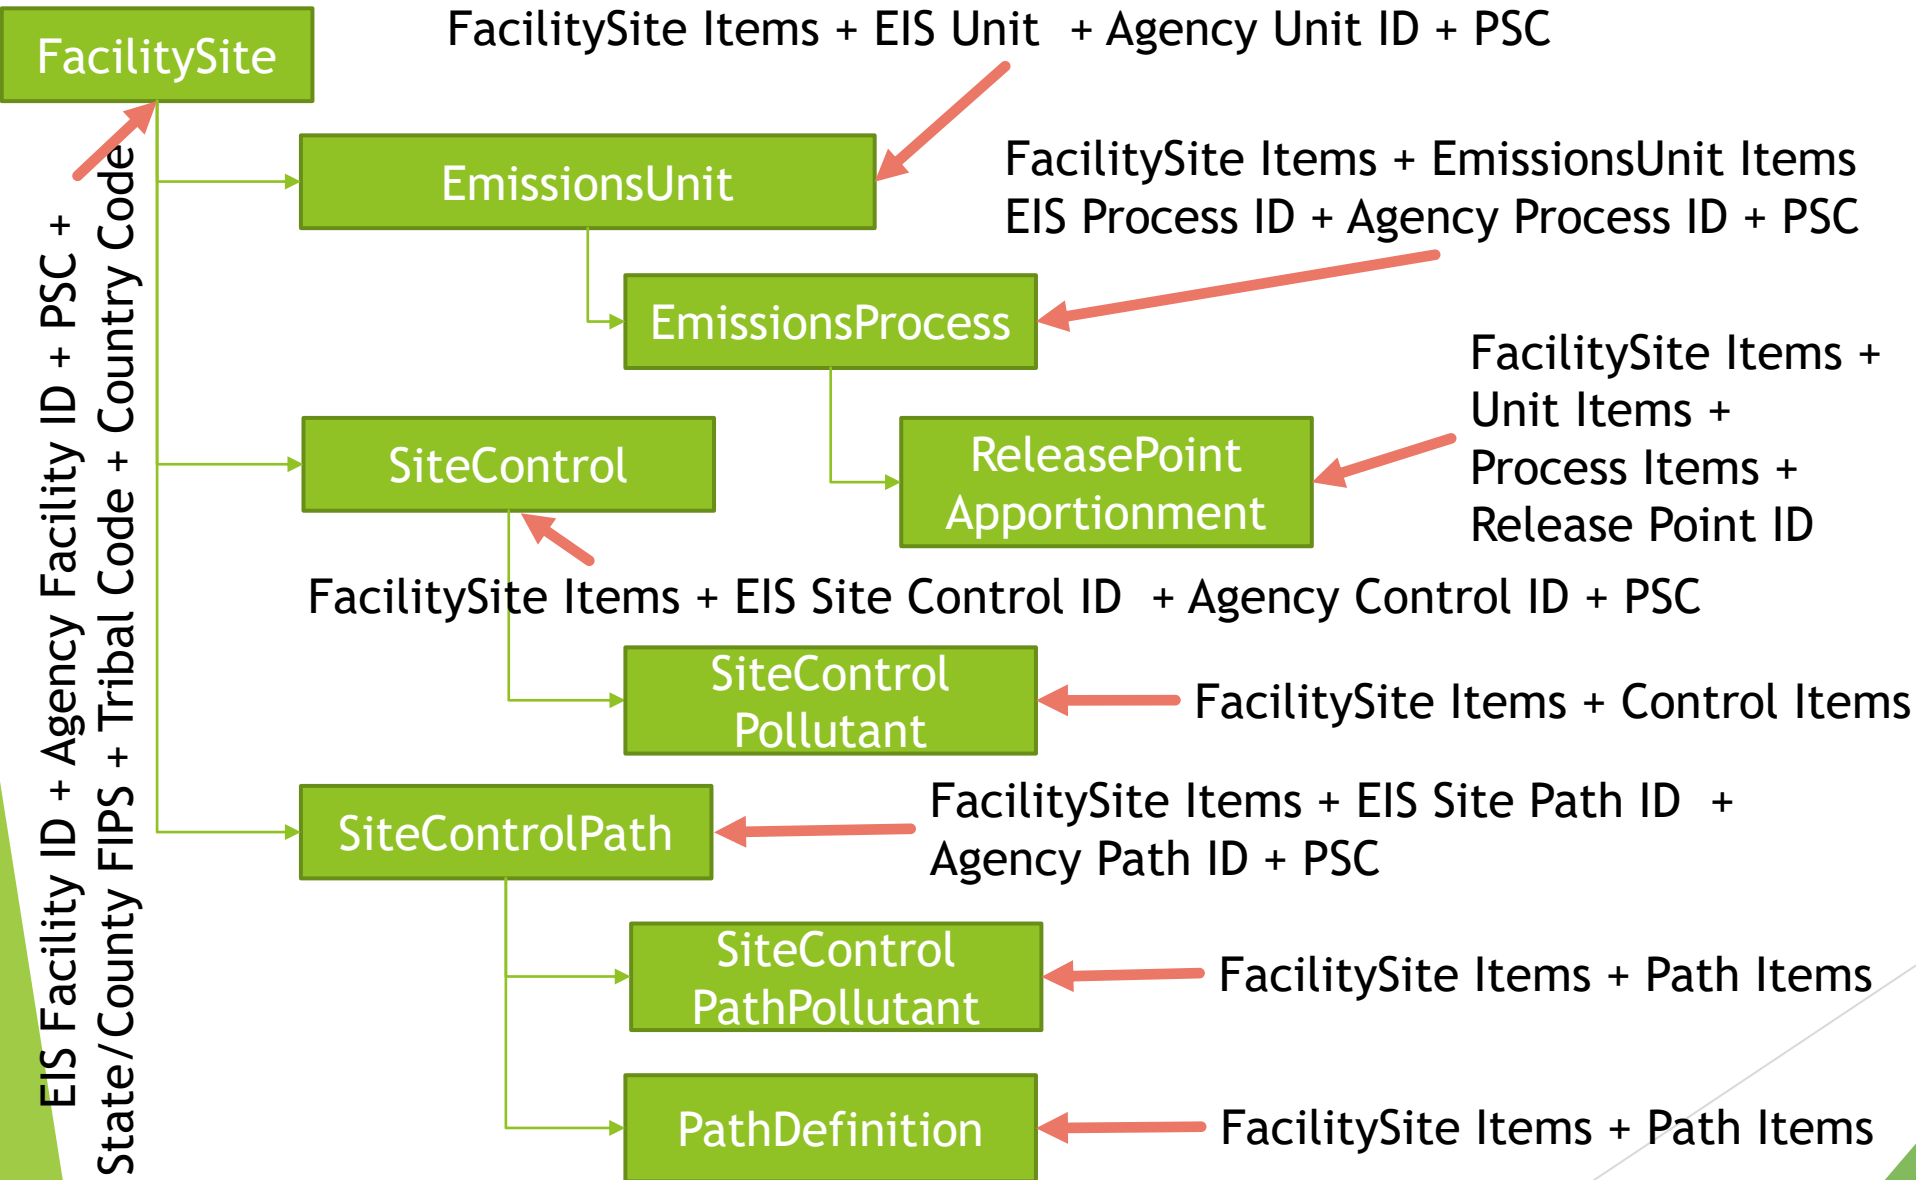 FacilitySite
FacilitySite Items + EIS Unit + Agency Unit ID + PSC
EmissionsUnit
FacilitySite Items + EmissionsUnit Items
EIS Process ID + Agency Process ID + PSC
EmissionsProcess
FacilitySite Items +
Unit Items +
Process Items +
Release Point ID
SiteControl
ReleasePoint
Apportionment
FacilitySite Items + EIS Site Control ID + Agency Control ID + PSC
SiteControl
Pollutant
FacilitySite Items + Control Items
SiteControlPath
FacilitySite Items + EIS Site Path ID +
Agency Path ID + PSC
SiteControl
PathPollutant
FacilitySite Items + Path Items
PathDefinition
FacilitySite Items + Path Items
EIS Facility ID + Agency Facility ID + PSC +
State/County FIPS + Tribal Code + Country Code